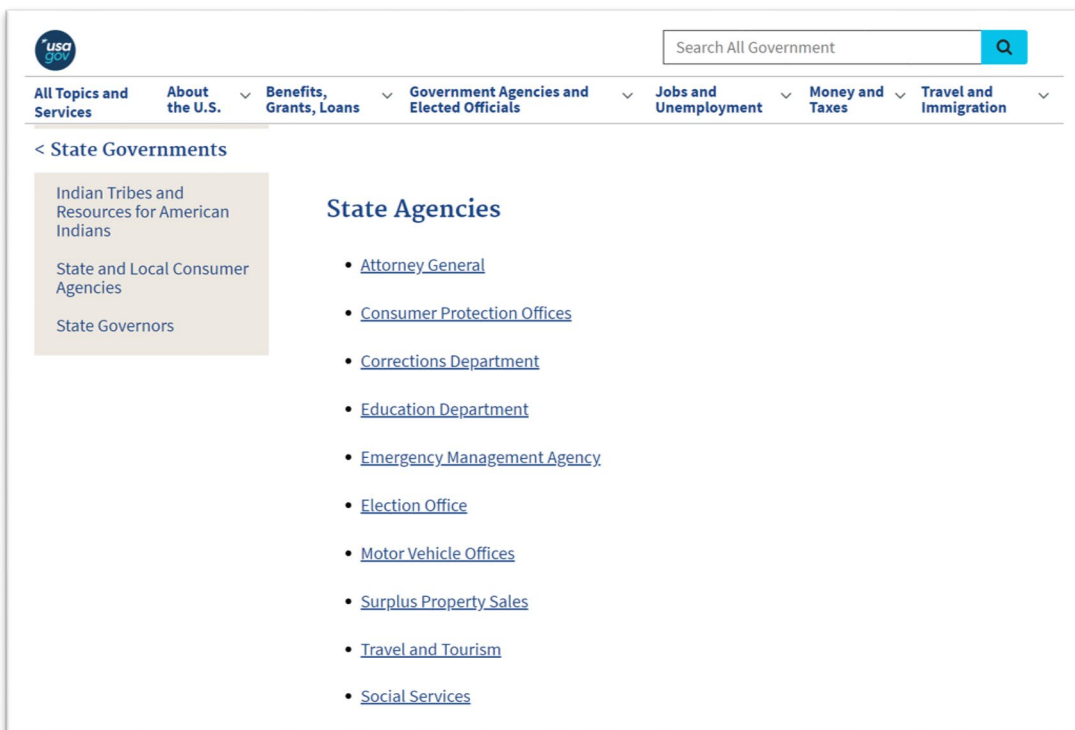 usa
gov
Search All Government
All Topics and
Services
About
the U.S.
Benefits,
Grants, Loans
Government Agencies and
Elected Officials
Jobs and
Unemployment
Money and
Taxes
Travel and
Immigration
< State Governments
Indian Tribes and
Resources for American
Indians
State and Local Consumer
Agencies
State Governors
State Agencies
• Attorney General
• Consumer Protection Offices
• Corrections Department
• Education Department
• Emergency Management Agency
• Election Office
• Motor Vehicle Offices
• Surplus Property Sales
• Travel and Tourism
• Social Services